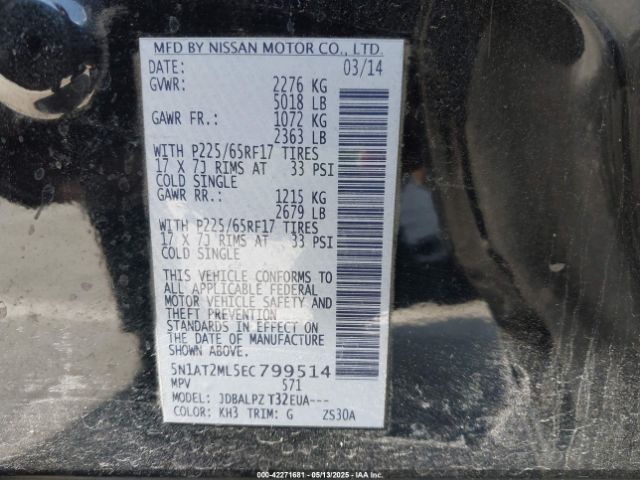 MFD BY NISSAN MOTOR CO., LTD.
DATE: 03/14
GVWR: 2276 KG
5018 LB
GAWR FR.: 1072 KG
2363 LB
WITH P225/65RF17 TIRES
17 X 7J RIMS AT 33 PSI
COLD SINGLE
GAWR RR.: 1215 KG
2679 LB
WITH P225/65RF17 TIRES
17 X 7J RIMS AT 33 PSI
COLD SINGLE
THIS VEHICLE CONFORMS TO
ALL APPLICABLE FEDERAL
MOTOR VEHICLE SAFETY AND
THEFT PREVENTION
STANDARDS IN EFFECT ON
THE DATE OF MANUFACTURE
SHOWN ABOVE.
5N1AT2ML5EC799514
MPV 571
MODEL: JDBALPZ T32EUA---
COLOR: KH3 TRIM: G ZS30A
000-42271681 - 05/13/2025 - IAAI.COM